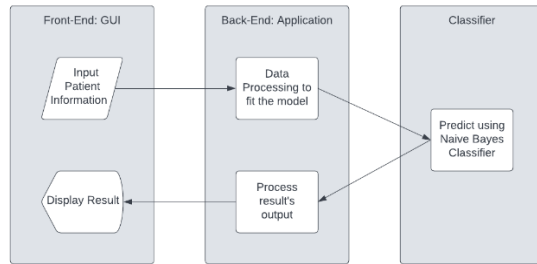 Front-End: GUI
Back-End: Application
Classifier
Input
Patient
Information
Data
Processing to
fit the model
Predict using
Naive Bayes
Classifier
Display Result
Process
result's
output